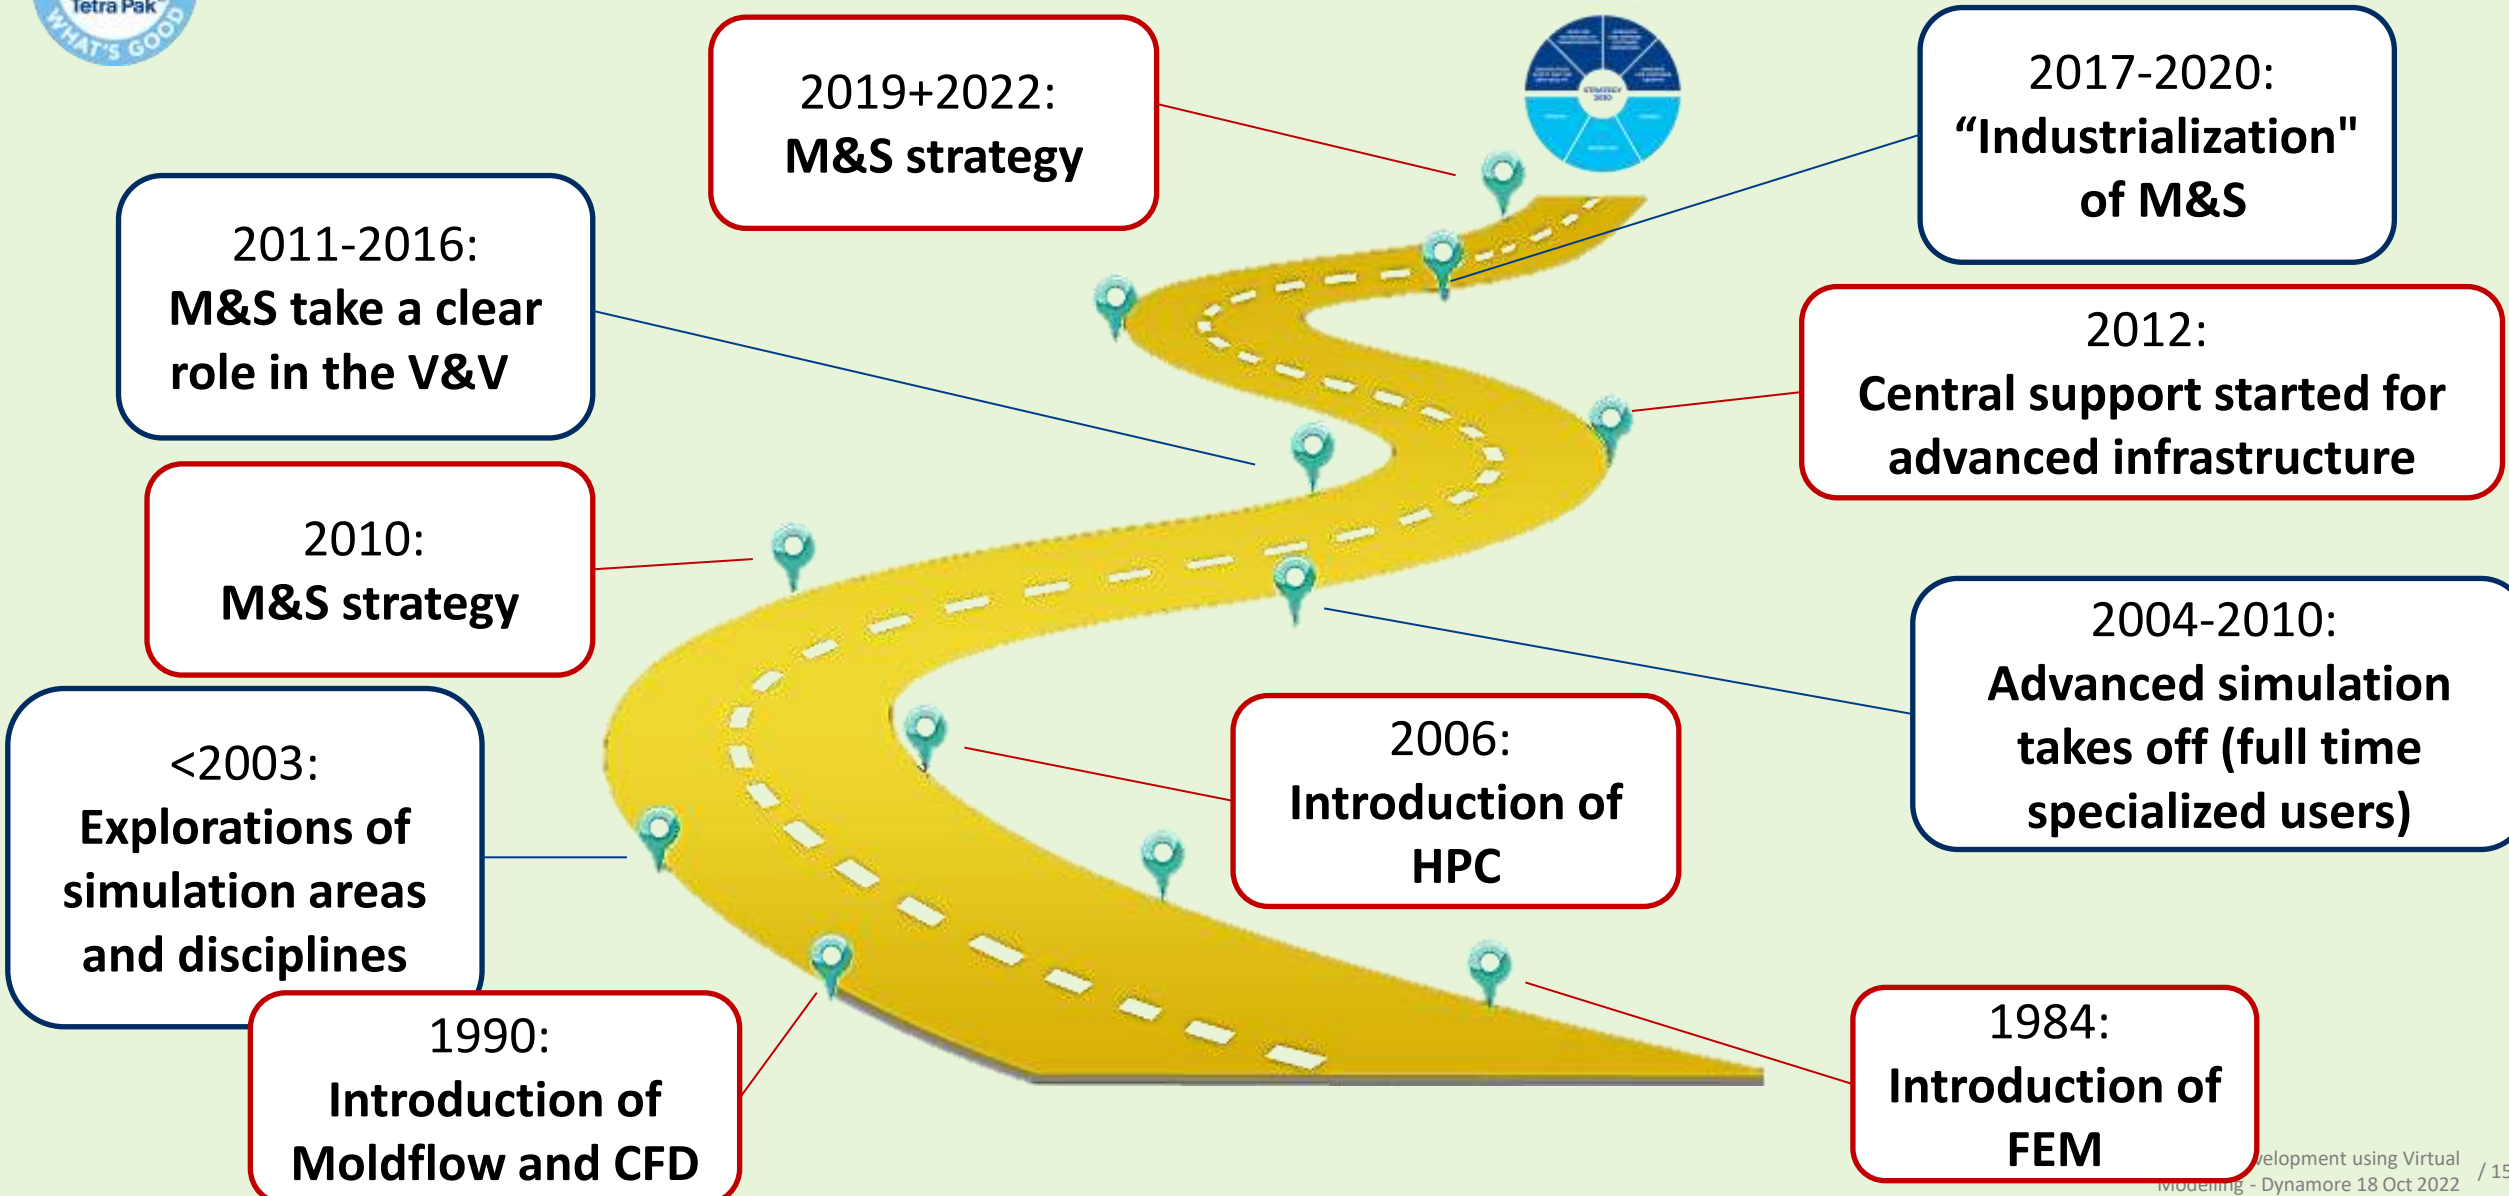 Tetra Pak
WHAT'S GOOD
2019+2022:
M&S strategy
STRATEGY
2030
2017-2020:
“Industrialization"
of M&S
2011-2016:
M&S take a clear
role in the V&V
2012:
Central support started for
advanced infrastructure
2010:
M&S strategy
2004-2010:
Advanced simulation
takes off (full time
specialized users)
<2003:
Explorations of
simulation areas
and disciplines
2006:
Introduction of
HPC
1990:
Introduction of
Moldflow and CFD
1984:
Introduction of
FEM
velopment using Virtual
Modelling - Dynamore 18 Oct 2022
/ 15